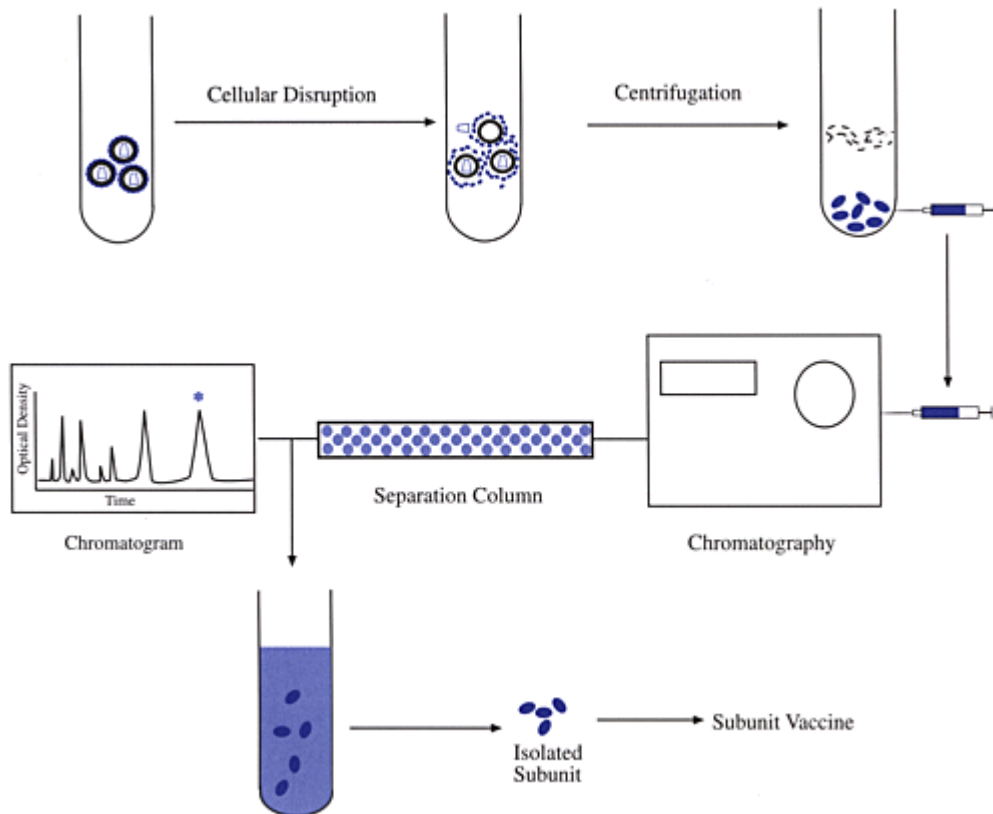 Cellular Disruption
Centrifugation
Optical Density
*
Time
Chromatogram
Separation Column
Chromatography
Isolated
Subunit
Subunit Vaccine